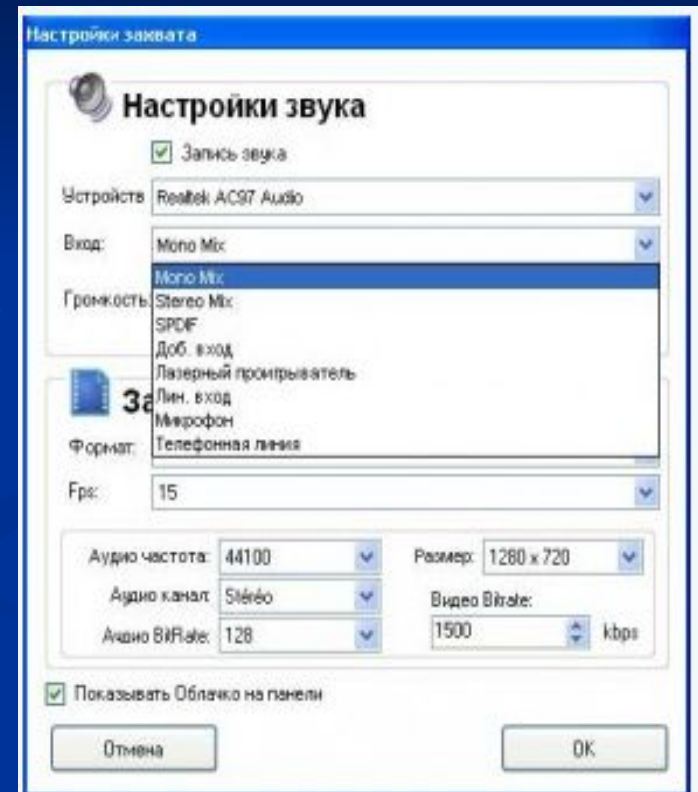 Настройки захвата
Настройки звука
Запись звука
Устройств Realtek AC97 Audio
Вход: Mono Mix
Mono Mix
Громкость: Stereo Mix
SPDIF
Доб. вход
Лазерный проигрыватель
За Лин. вход
Микрофон
Формат: Телефонная линия
Fps: 15
Аудио частота: 44100 Размер: 1280 x 720
Аудио канал: Stéréo Видео Bitrate:
Аудио BitRate: 128 1500 kbps
Показывать Облачко на панели
Отмена OK